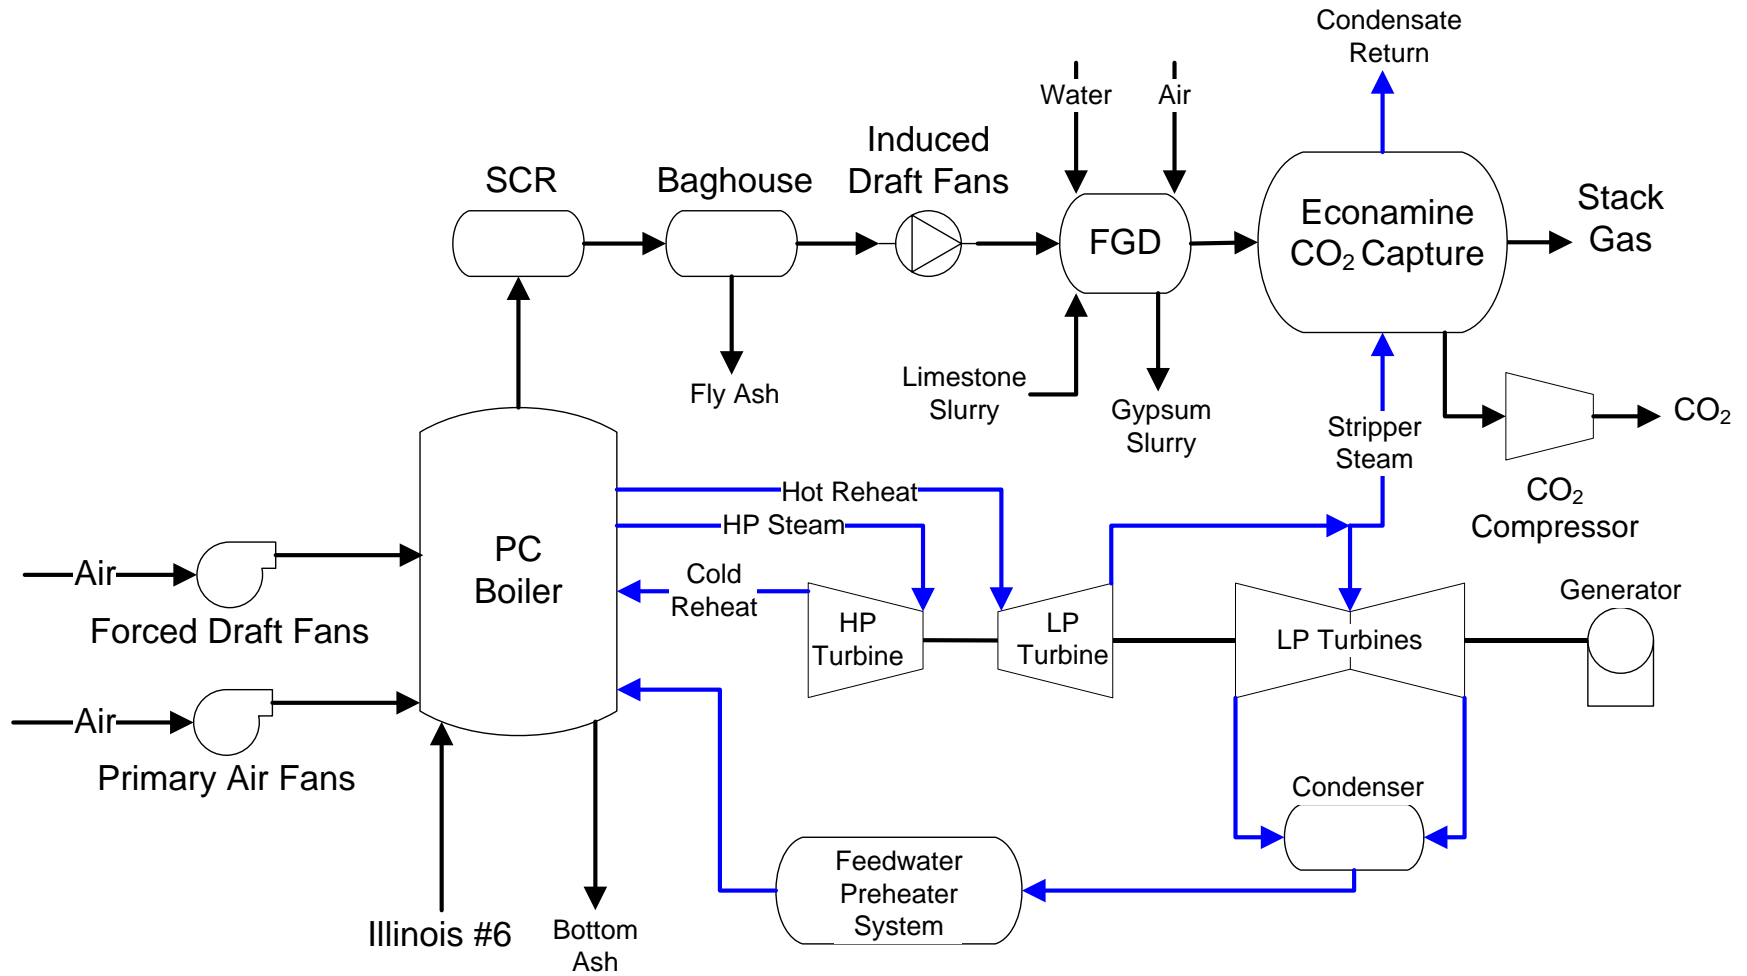 Condensate
Return
Water
Air
Induced
Draft Fans
SCR
Baghouse
FGD
Econamine
CO₂ Capture
Stack
Gas
Fly Ash
Limestone
Slurry
Gypsum
Slurry
Stripper
Steam
CO₂
CO₂
Compressor
Hot Reheat
HP Steam
PC
Boiler
Cold
Reheat
Air
Forced Draft Fans
HP
Turbine
LP
Turbine
LP Turbines
Generator
Air
Primary Air Fans
Condenser
Feedwater
Preheater
System
Illinois #6
Bottom
Ash